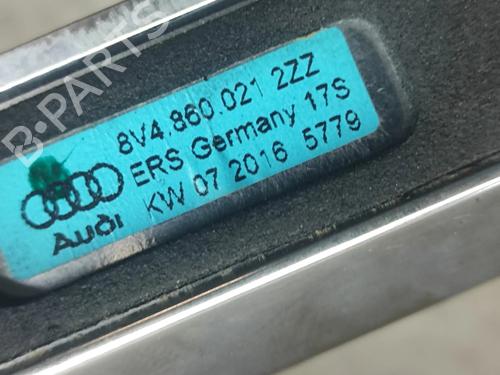 B-PARTS
8V4.860.021 2ZZ
ERS Germany 17S
KW 07 2016 5779
Audi